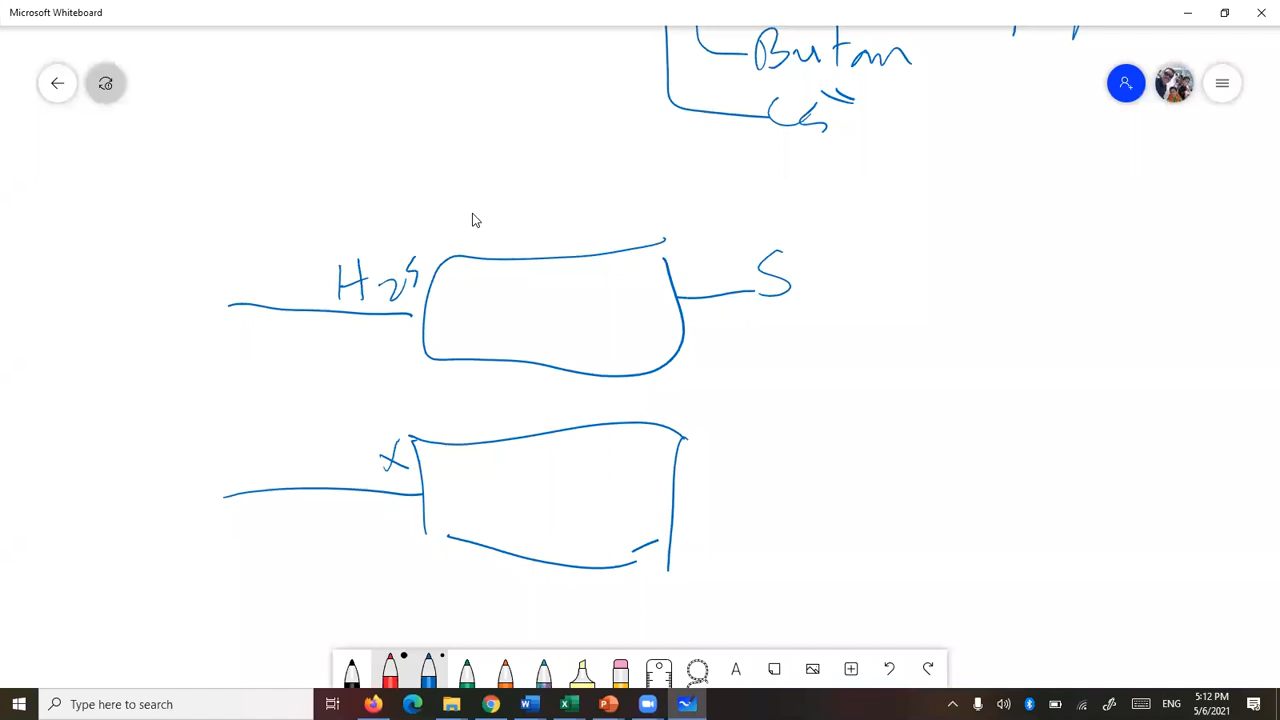 Microsoft Whiteboard
Butan
H2S
S
X
A
Type here to search
ENG
5:12 PM
5/6/2021